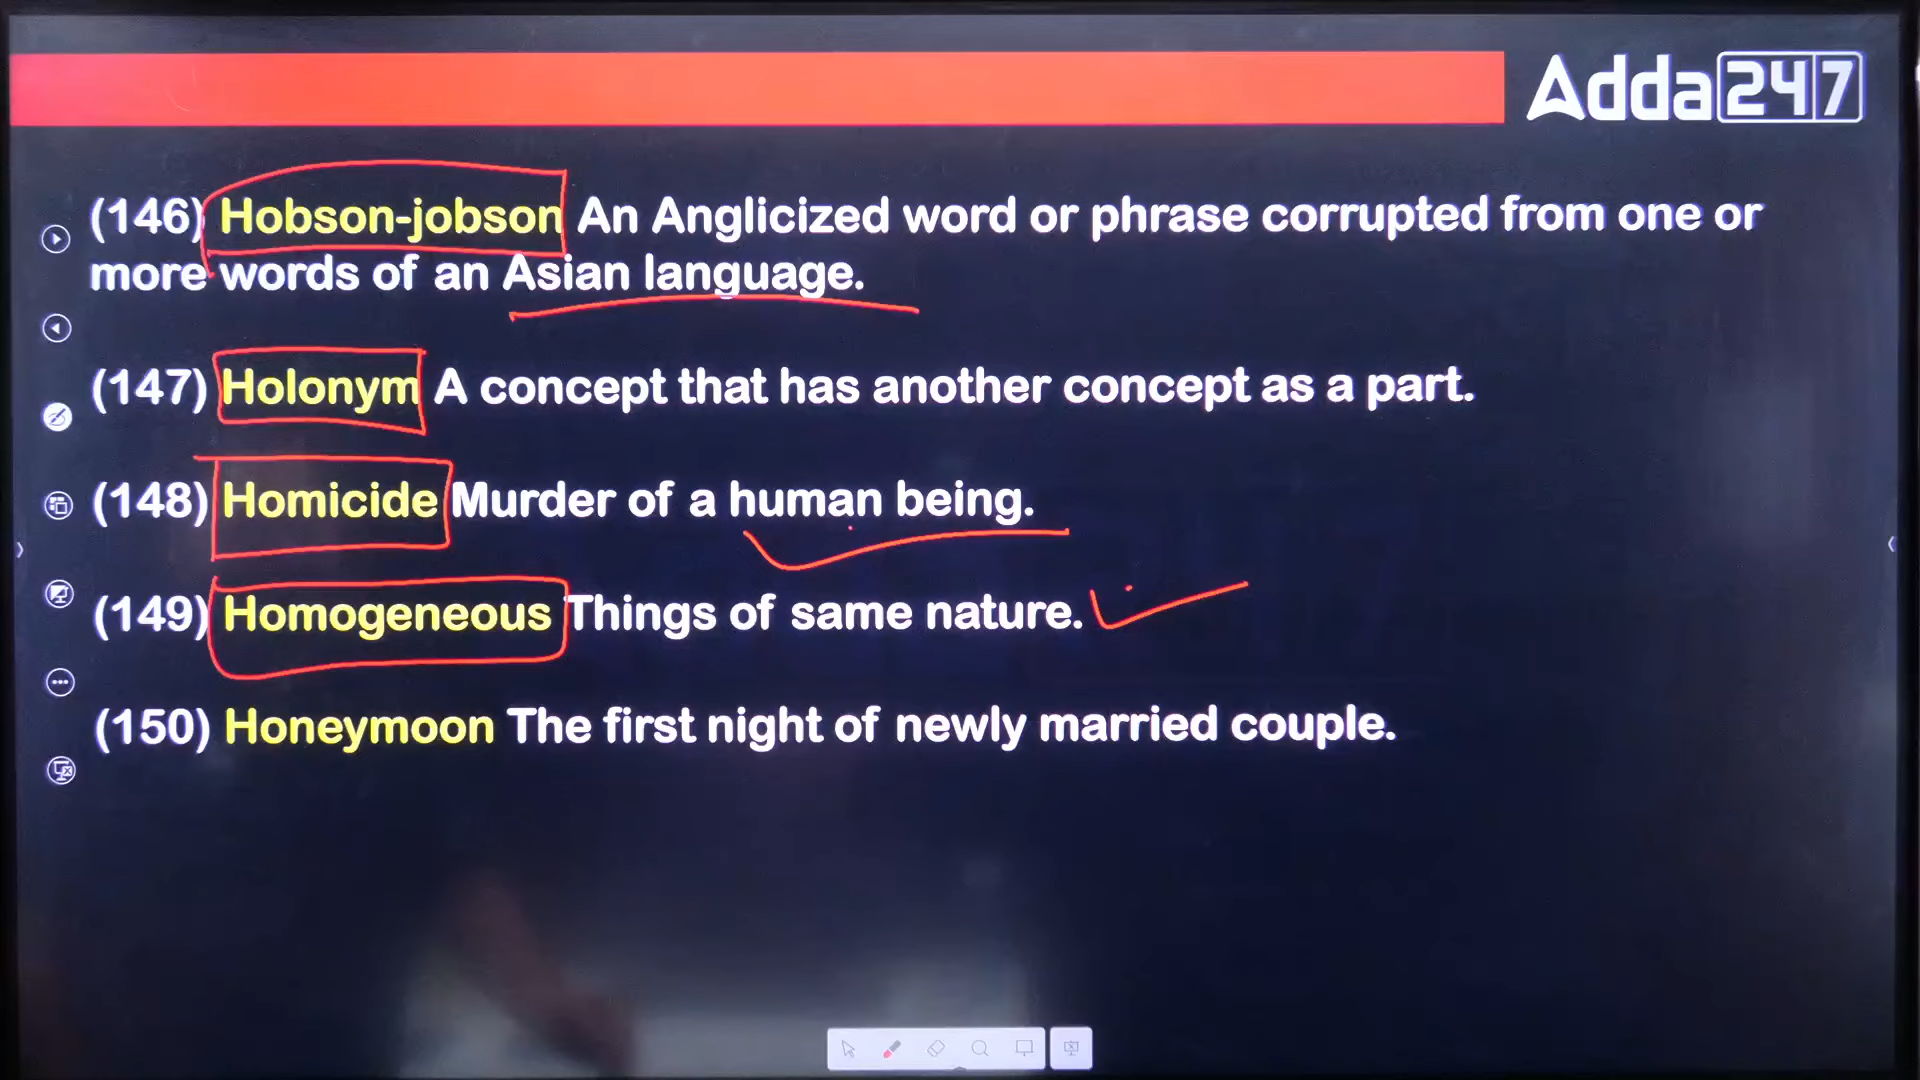 Adda247
(146) Hobson-jobson An Anglicized word or phrase corrupted from one or
more words of an Asian language.
(147) Holonym A concept that has another concept as a part.
(148) Homicide Murder of a human being.
(149) Homogeneous Things of same nature.
(150) Honeymoon The first night of newly married couple.